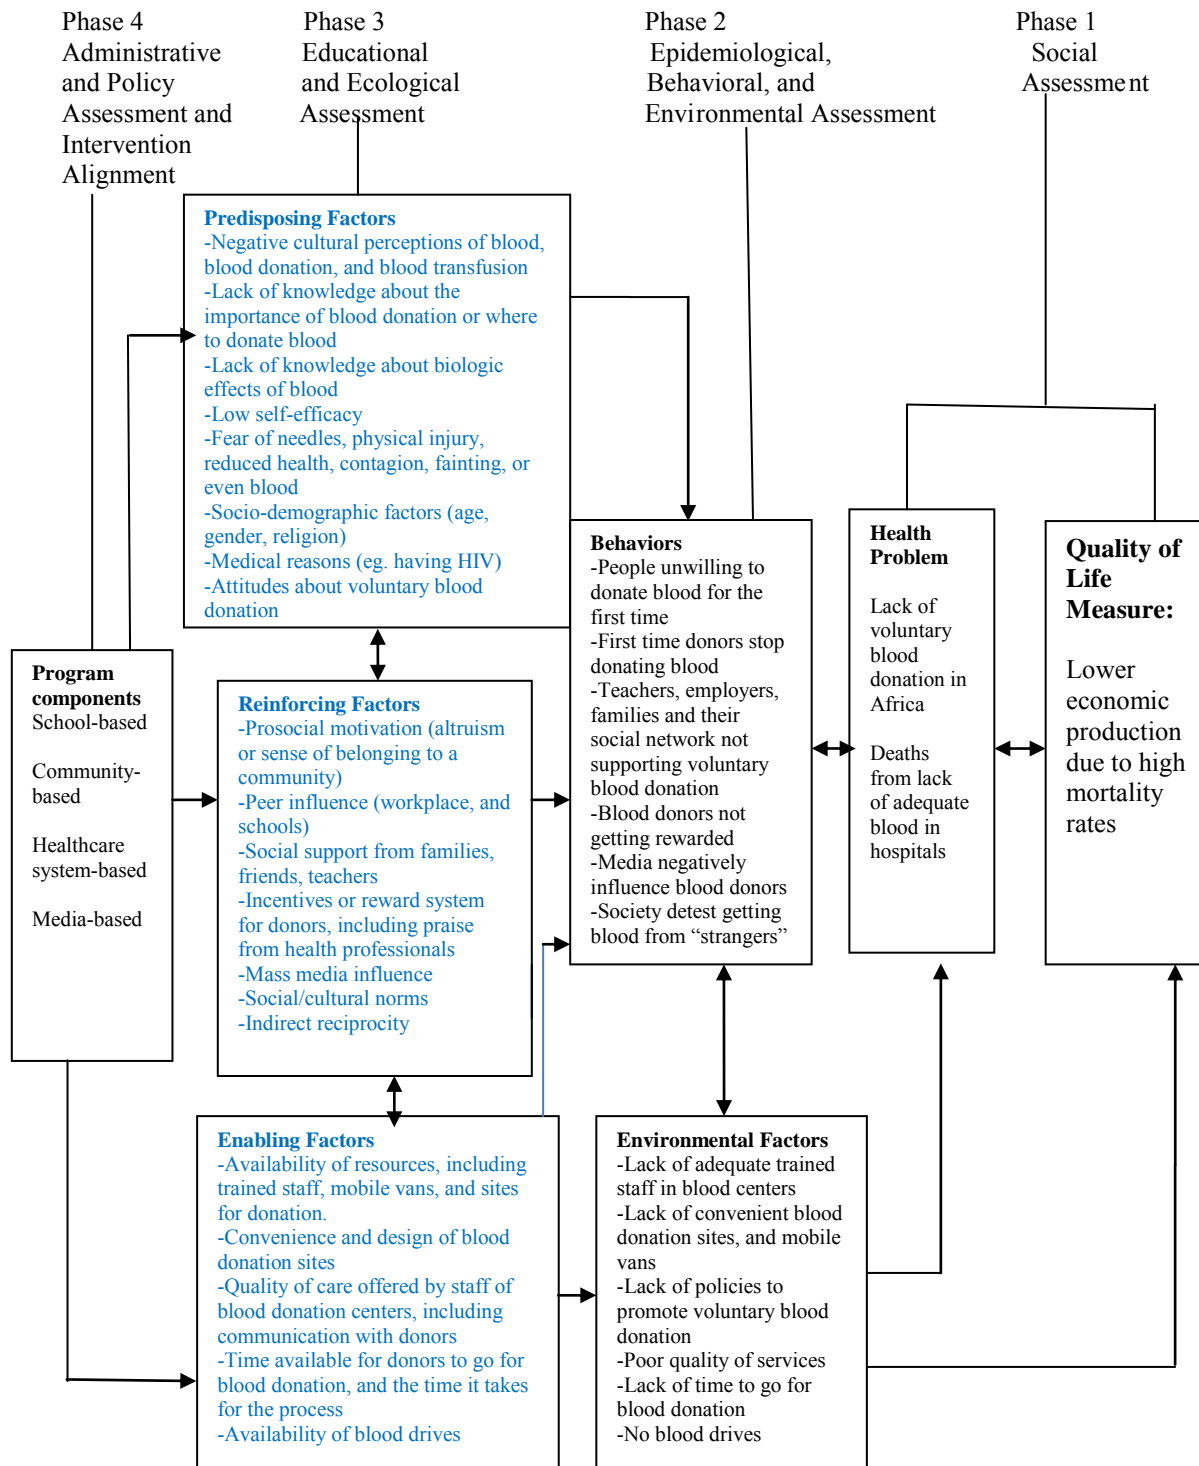 Phase 4
Administrative
and Policy
Assessment and
Intervention
Alignment
Phase 3
Educational
and Ecological
Assessment
Phase 2
Epidemiological,
Behavioral, and
Environmental Assessment
Phase 1
Social
Assessment
Predisposing Factors
-Negative cultural perceptions of blood,
blood donation, and blood transfusion
-Lack of knowledge about the
importance of blood donation or where
to donate blood
-Lack of knowledge about biologic
effects of blood
-Low self-efficacy
-Fear of needles, physical injury,
reduced health, contagion, fainting, or
even blood
-Socio-demographic factors (age,
gender, religion)
-Medical reasons (eg. having HIV)
-Attitudes about voluntary blood
donation
Program
components
School-based
Community-
based
Healthcare
system-based
Media-based
Reinforcing Factors
-Prosocial motivation (altruism
or sense of belonging to a
community)
-Peer influence (workplace, and
schools)
-Social support from families,
friends, teachers
-Incentives or reward system
for donors, including praise
from health professionals
-Mass media influence
-Social/cultural norms
-Indirect reciprocity
Behaviors
-People unwilling to
donate blood for the
first time
-First time donors stop
donating blood
-Teachers, employers,
families and their
social network not
supporting voluntary
blood donation
-Blood donors not
getting rewarded
-Media negatively
influence blood donors
-Society detest getting
blood from “strangers”
Health
Problem
Lack of
voluntary
blood
donation in
Africa
Deaths
from lack
of adequate
blood in
hospitals
Quality of
Life
Measure:
Lower
economic
production
due to high
mortality
rates
Enabling Factors
-Availability of resources, including
trained staff, mobile vans, and sites
for donation.
-Convenience and design of blood
donation sites
-Quality of care offered by staff of
blood donation centers, including
communication with donors
-Time available for donors to go for
blood donation, and the time it takes
for the process
-Availability of blood drives
Environmental Factors
-Lack of adequate trained
staff in blood centers
-Lack of convenient blood
donation sites, and mobile
vans
-Lack of policies to
promote voluntary blood
donation
-Poor quality of services
-Lack of time to go for
blood donation
-No blood drives